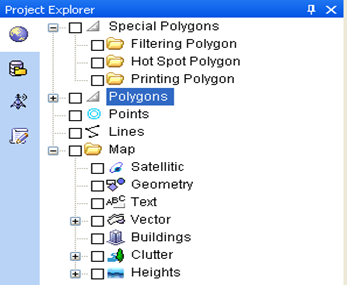 Project Explorer
Special Polygons
Filtering Polygon
Hot Spot Polygon
Printing Polygon
Polygons
Points
Lines
Map
Satellitic
Geometry
ABC Text
Vector
Buildings
Clutter
Heights